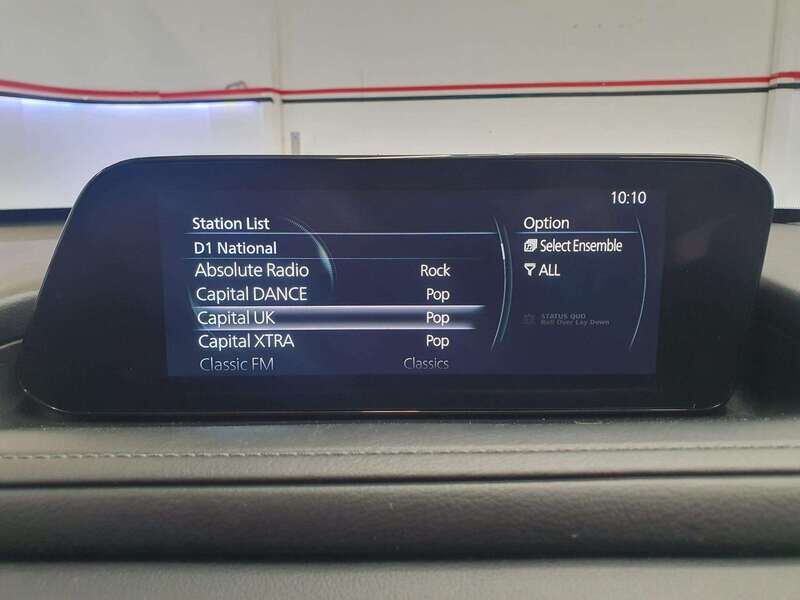 10:10
Station List
D1 National
Absolute Radio Rock
Capital DANCE Pop
Capital UK Pop
Capital XTRA Pop
Classic FM Classics
Option
Select Ensemble
ALL
STATUS QUO
Roll Over Lay Down